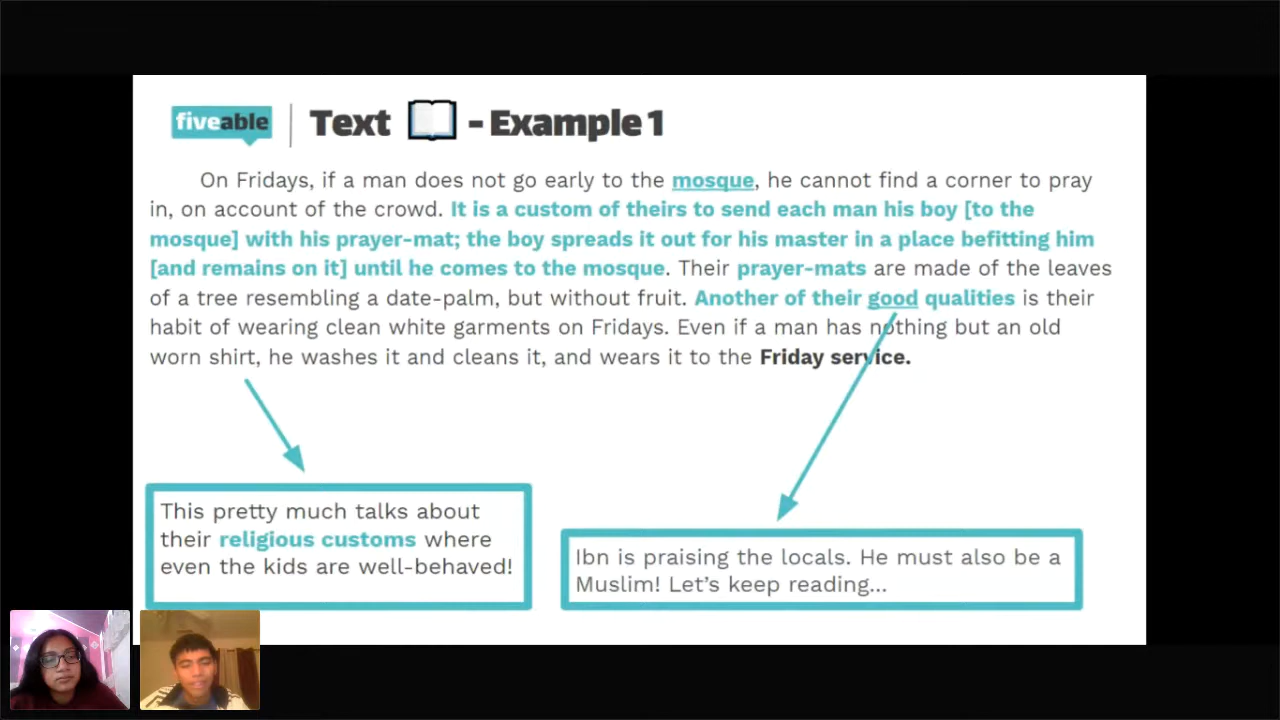 fiveable
Text - Example 1
On Fridays, if a man does not go early to the mosque, he cannot find a corner to pray
in, on account of the crowd. It is a custom of theirs to send each man his boy [to the
mosque] with his prayer-mat; the boy spreads it out for his master in a place befitting him
[and remains on it] until he comes to the mosque. Their prayer-mats are made of the leaves
of a tree resembling a date-palm, but without fruit. Another of their good qualities is their
habit of wearing clean white garments on Fridays. Even if a man has nothing but an old
worn shirt, he washes it and cleans it, and wears it to the Friday service.
This pretty much talks about
their religious customs where
even the kids are well-behaved!
Ibn is praising the locals. He must also be a
Muslim! Let's keep reading...